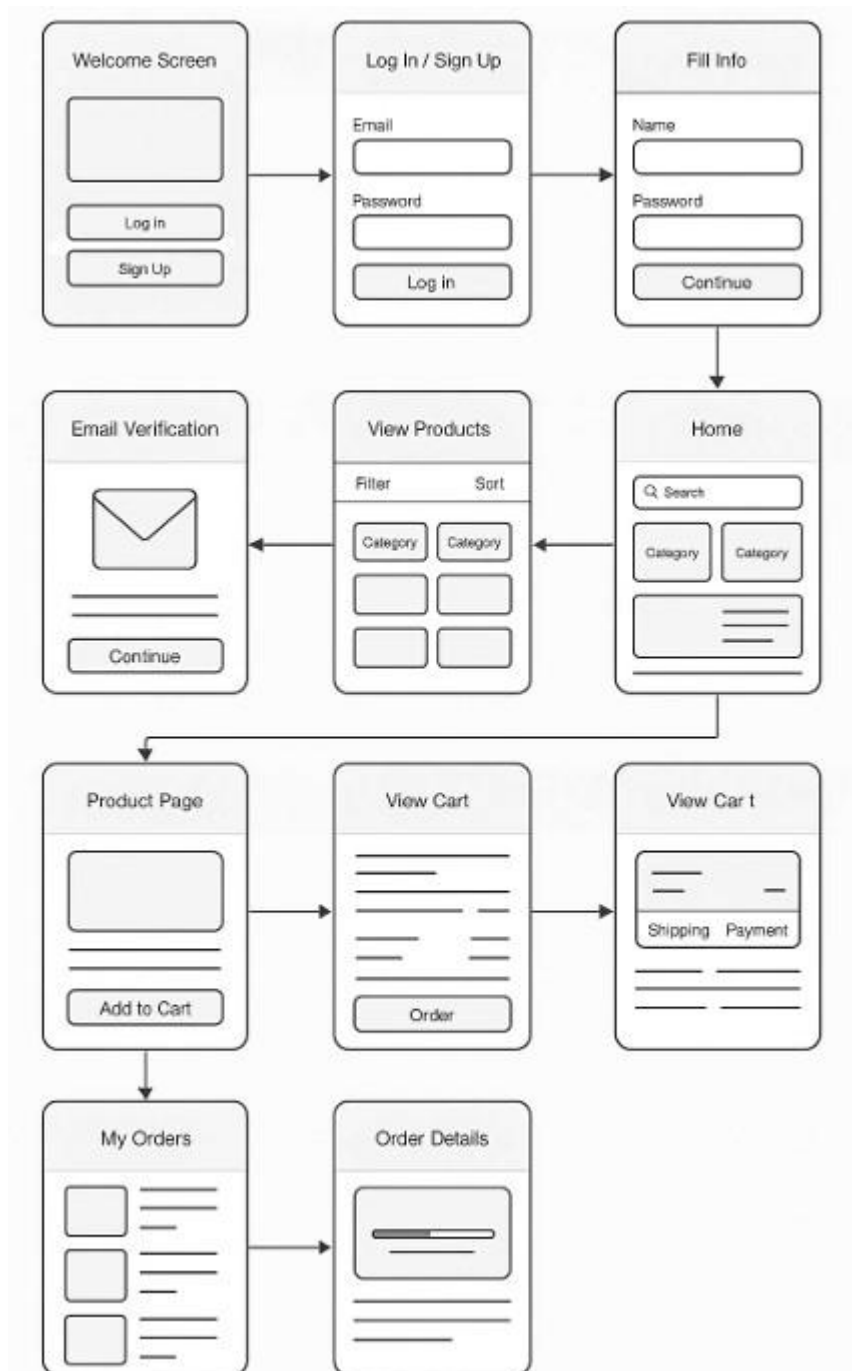 Welcome Screen
Log in
Sign Up
Log In / Sign Up
Email
Password
Log in
Fill Info
Name
Password
Continue
Email Verification
Continue
View Products
Filter Sort
Category Category
Home
Search
Category Category
Product Page
Add to Cart
View Cart
Order
View Car t
Shipping Payment
My Orders
Order Details